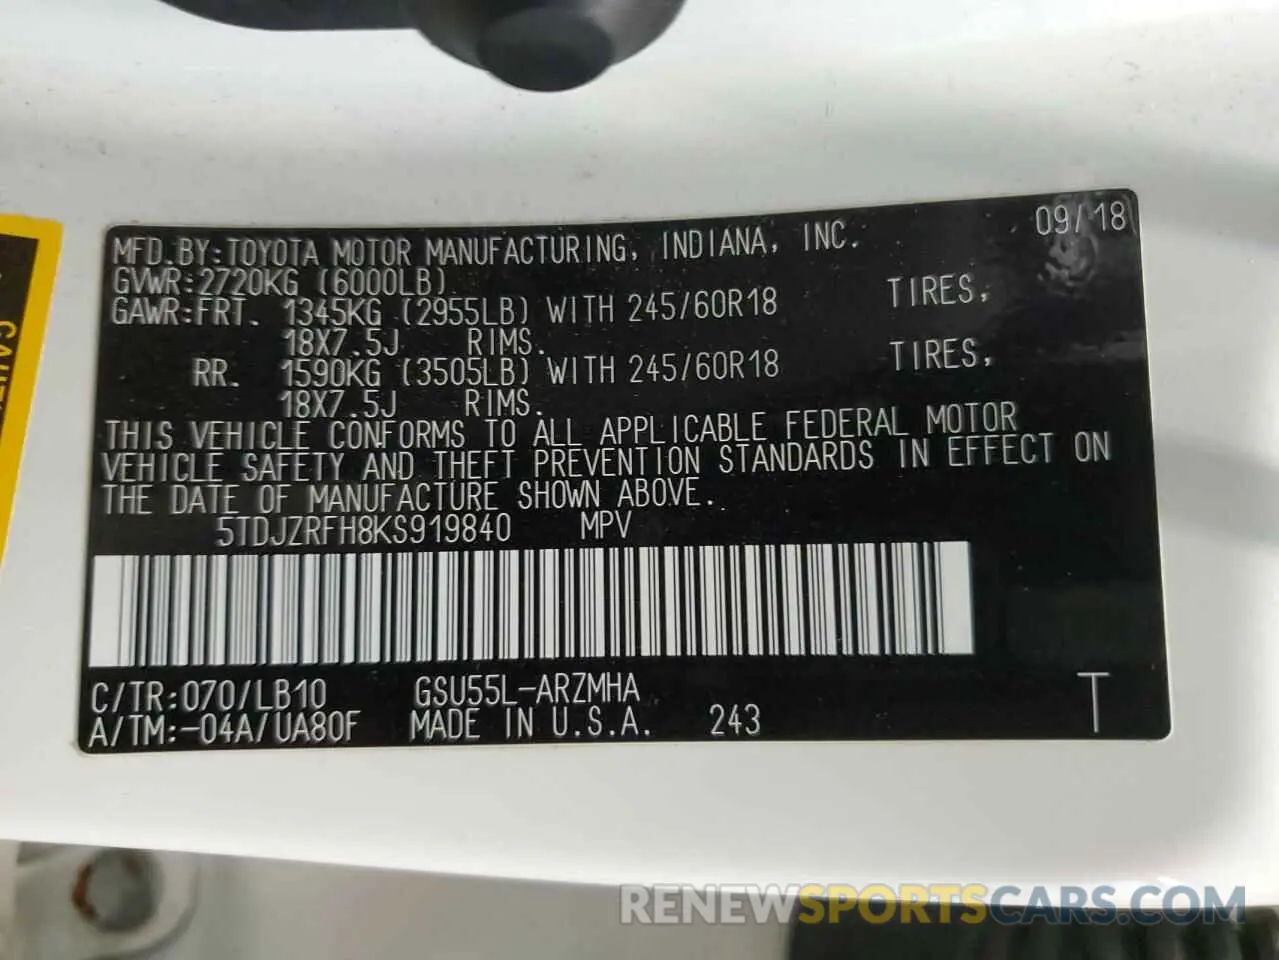 09/18
MFD.BY:TOYOTA MOTOR MANUFACTURING, INDIANA, INC.
GVWR:2720KG (6000LB)
GAWR:FRT. 1345KG (2955LB) WITH 245/60R18 TIRES,
18X7.5J RIMS.
RR. 1590KG (3505LB) WITH 245/60R18 TIRES,
18X7.5J RIMS.
THIS VEHICLE CONFORMS TO ALL APPLICABLE FEDERAL MOTOR
VEHICLE SAFETY AND THEFT PREVENTION STANDARDS IN EFFECT ON
THE DATE OF MANUFACTURE SHOWN ABOVE.
5TDJZRFH8KS919840 MPV
C/TR:070/LB10 GSU55L-ARZMHA
A/TM:-04A/UA80F MADE IN U.S.A. 243 T
RENEWSPORTSCARS.COM